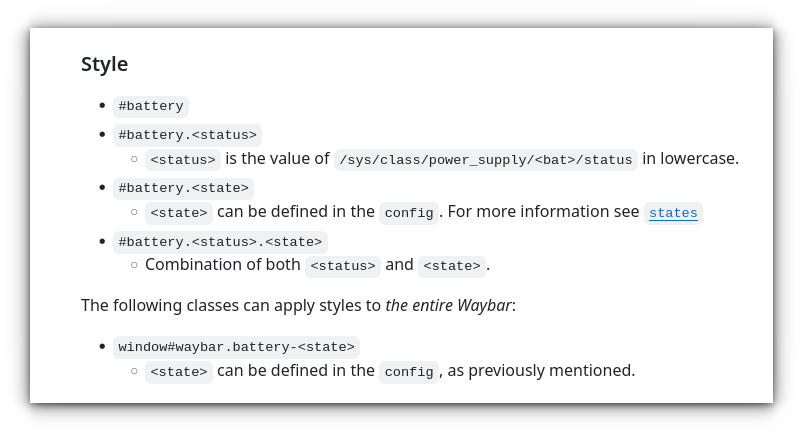 Style
#battery
#battery.<status>
<status> is the value of /sys/class/power_supply/<bat>/status in lowercase.
#battery.<state>
<state> can be defined in the config. For more information see states
#battery.<status>.<state>
Combination of both <status> and <state>.
The following classes can apply styles to the entire Waybar:
window#waybar.battery-<state>
<state> can be defined in the config, as previously mentioned.